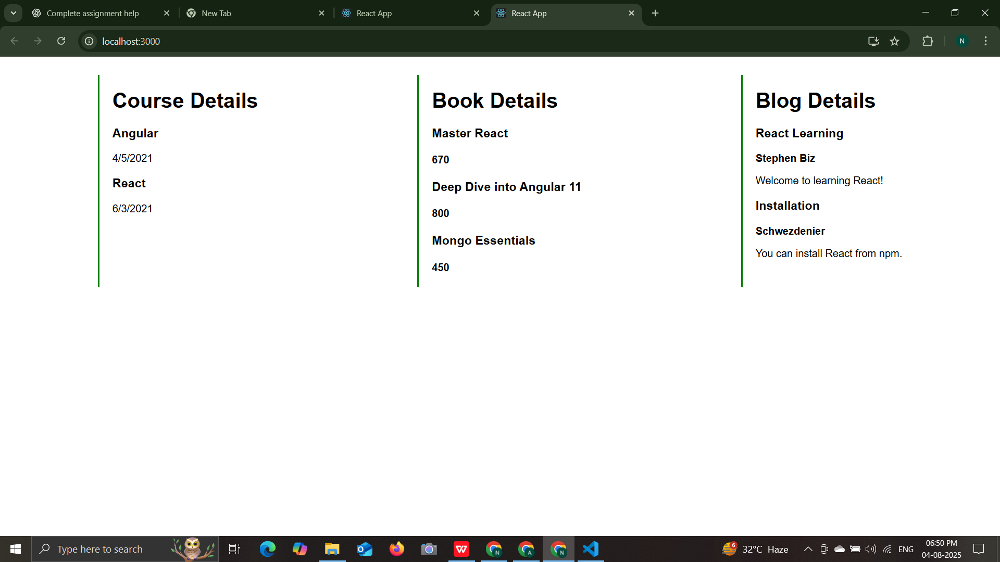 Complete assignment help
New Tab
React App
React App
localhost:3000
N
Course Details
Angular
4/5/2021
React
6/3/2021
Book Details
Master React
670
Deep Dive into Angular 11
800
Mongo Essentials
450
Blog Details
React Learning
Stephen Biz
Welcome to learning React!
Installation
Schwezdenier
You can install React from npm.
Type here to search
O
W
N
A
N
6
32°C Haze
ENG
06:50 PM
04-08-2025